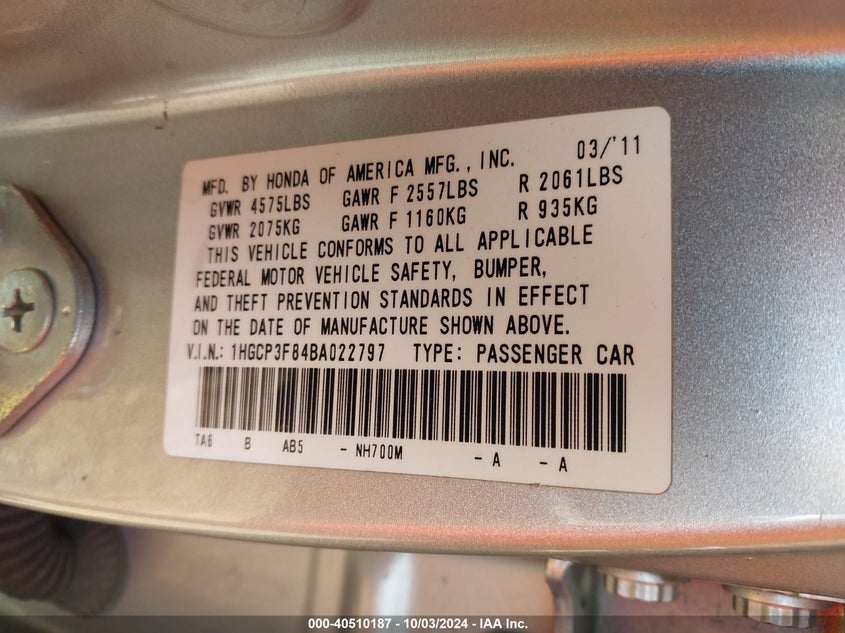 MFD. BY HONDA OF AMERICA MFG., INC. 03/'11
GVWR 4575LBS GAWR F 2557LBS R 2061LBS
GVWR 2075KG GAWR F 1160KG R 935KG
THIS VEHICLE CONFORMS TO ALL APPLICABLE
FEDERAL MOTOR VEHICLE SAFETY, BUMPER,
AND THEFT PREVENTION STANDARDS IN EFFECT
ON THE DATE OF MANUFACTURE SHOWN ABOVE.
V.I.N.: 1HGCP3F84BA022797 TYPE: PASSENGER CAR
TA6 B AB5 - NH700M - A - A
000-40510187 - 10/03/2024 - IAA Inc.